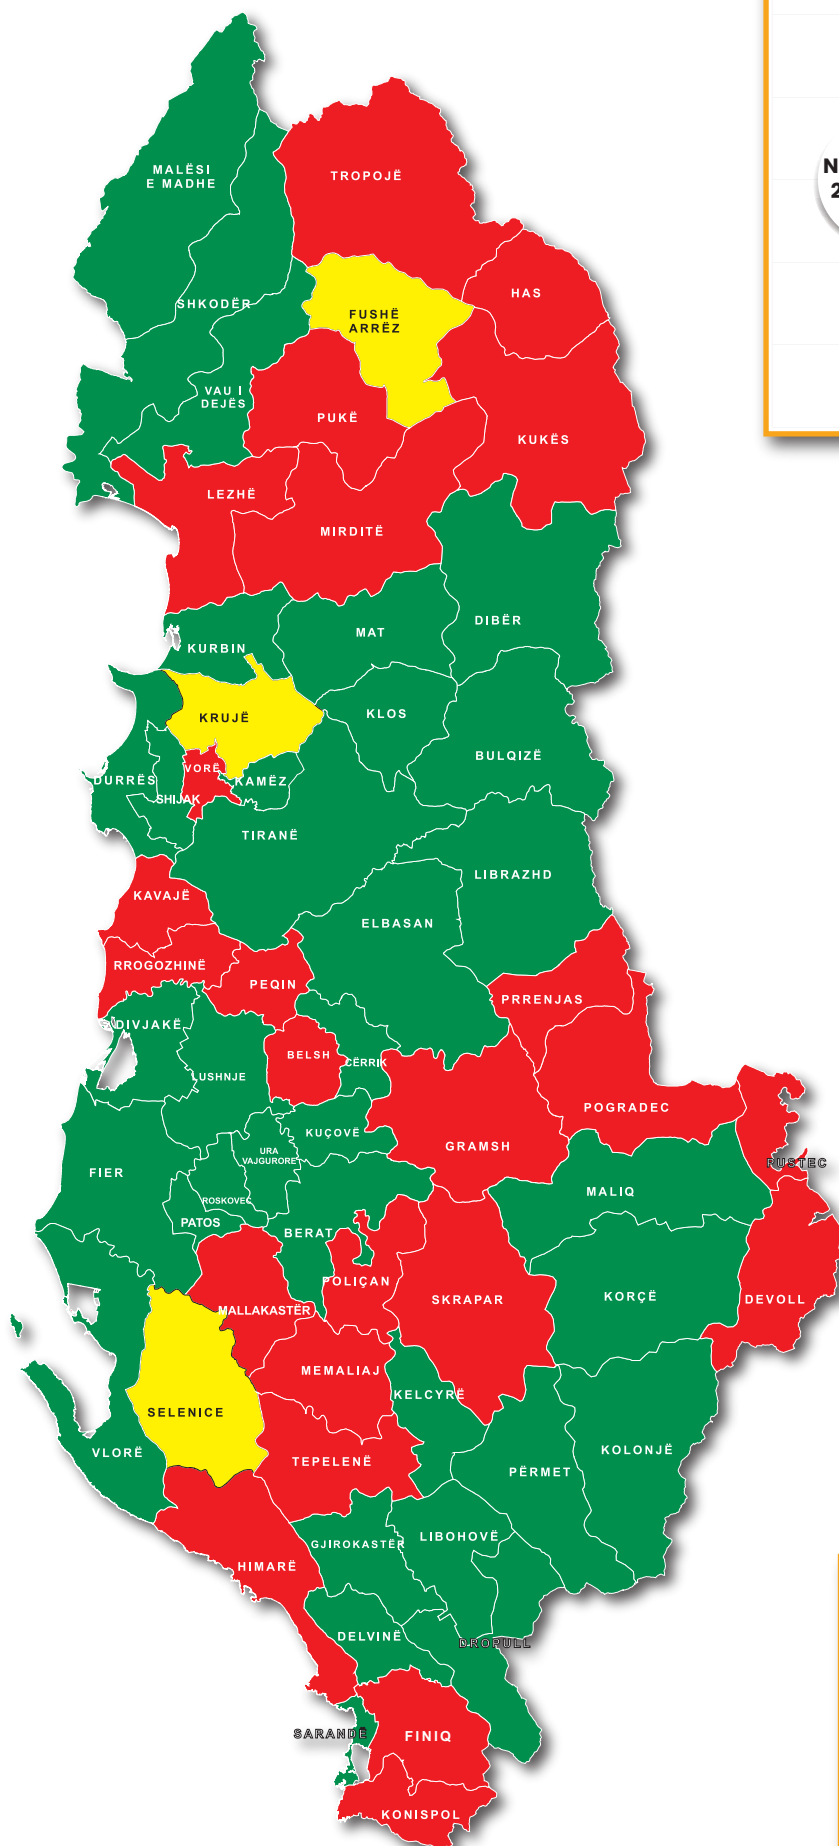 MALËSI
E MADHE
TROPOJË
N
2
HAS
SHKODËR
FUSHË
ARRËZ
VAU I
DEJËS
PUKË
KUKËS
LEZHË
MIRDITË
DIBËR
MAT
KURBIN
KRUJË
KLOS
BULQIZË
VORË
DURRËS
KAMËZ
SHIJAK
TIRANË
LIBRAZHD
KAVAJË
ELBASAN
RROGOZHINË
PEQIN
PRRENJAS
DIVJAKË
BELSH
CËRRIK
LUSHNJE
POGRADEC
KUÇOVË
GRAMSH
URA
VAJGURORE
PUSTEC
FIER
MALIQ
ROSKOVEC
PATOS
BERAT
POLIÇAN
KORÇË
SKRAPAR
DEVOLL
MALLAKASTËR
MEMALIAJ
KELCYRË
SELENICE
VLORË
KOLONJË
TEPELENË
PËRMET
LIBOHOVË
GJIROKASTËR
HIMARË
DELVINË
DROPULL
SARANDË
FINIQ
KONISPOL